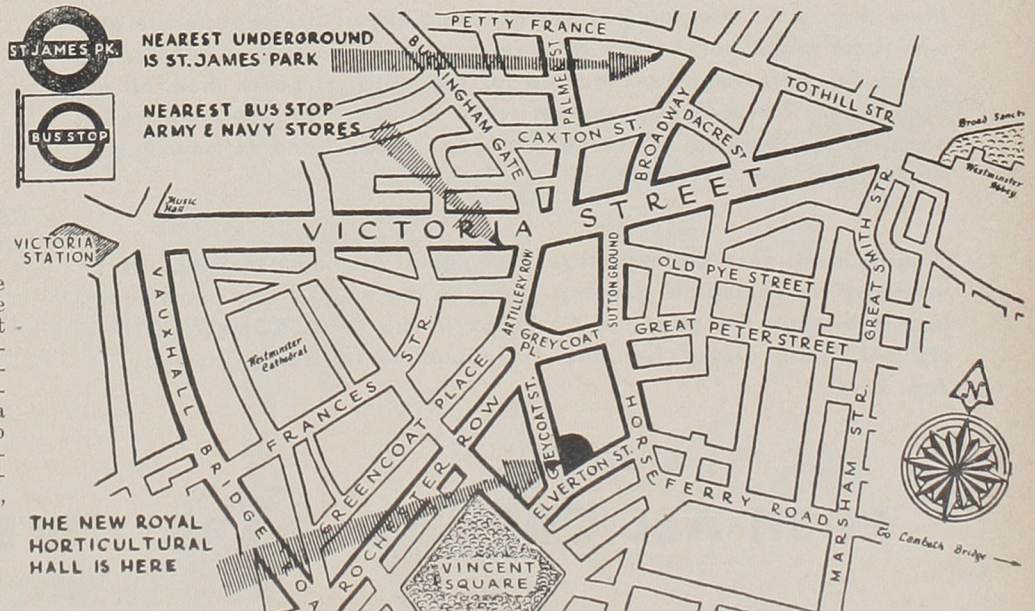 ST. JAMES PK.
NEAREST UNDERGROUND
IS ST. JAMES' PARK
BUS STOP
NEAREST BUS STOP
ARMY & NAVY STORES
PETTY FRANCE
BUCKINGHAM GATE
PALMER ST
CAXTON ST.
BROADWAY
DACRE ST
TOTHILL STR
Broad Sanct
Westminster
Abbey
Music
Hall
VICTORIA STREET
VICTORIA
STATION
VAUXHALL BRIDGE ROA
Westminster
Cathedral
FRANCES STR.
ARTILLERY ROW
SUTTON GROUND
OLD PYE STREET
GREAT SMITH STR
GREYCOAT
PL.
GREAT PETER STREET
GREENCOAT PLACE
ROCHESTER ROW
GREYCOAT ST.
ELVERTON ST.
HORSEFERRY ROAD
MARSHAM STR.
N
To Lambeth Bridge
THE NEW ROYAL
HORTICULTURAL
HALL IS HERE
VINCENT
SQUARE